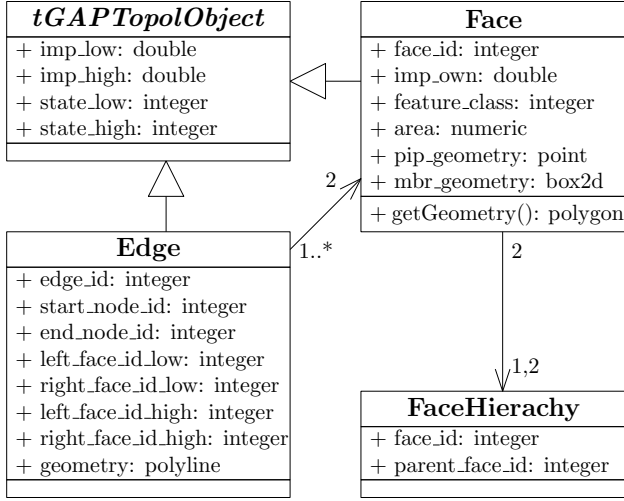 tGAPTopolObject
+ imp_low: double
+ imp_high: double
+ state_low: integer
+ state_high: integer
Face
+ face_id: integer
+ imp_own: double
+ feature_class: integer
+ area: numeric
+ pip_geometry: point
+ mbr_geometry: box2d
+ getGeometry(): polygon
2
1..*
2
1,2
Edge
+ edge_id: integer
+ start_node_id: integer
+ end_node_id: integer
+ left_face_id_low: integer
+ right_face_id_low: integer
+ left_face_id_high: integer
+ right_face_id_high: integer
+ geometry: polyline
FaceHierachy
+ face_id: integer
+ parent_face_id: integer